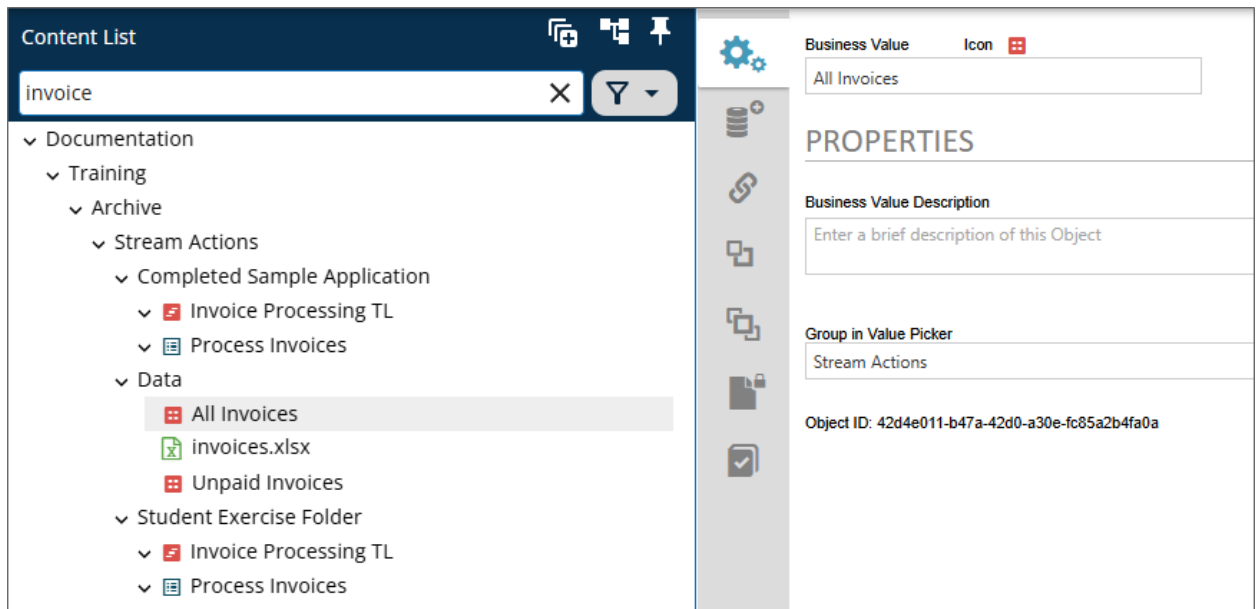 Content List
invoice
Documentation
Training
Archive
Stream Actions
Completed Sample Application
Invoice Processing TL
Process Invoices
Data
All Invoices
invoices.xlsx
Unpaid Invoices
Student Exercise Folder
Invoice Processing TL
Process Invoices
Business Value Icon
All Invoices
PROPERTIES
Business Value Description
Enter a brief description of this Object
Group in Value Picker
Stream Actions
Object ID: 42d4e011-b47a-42d0-a30e-fc85a2b4fa0a